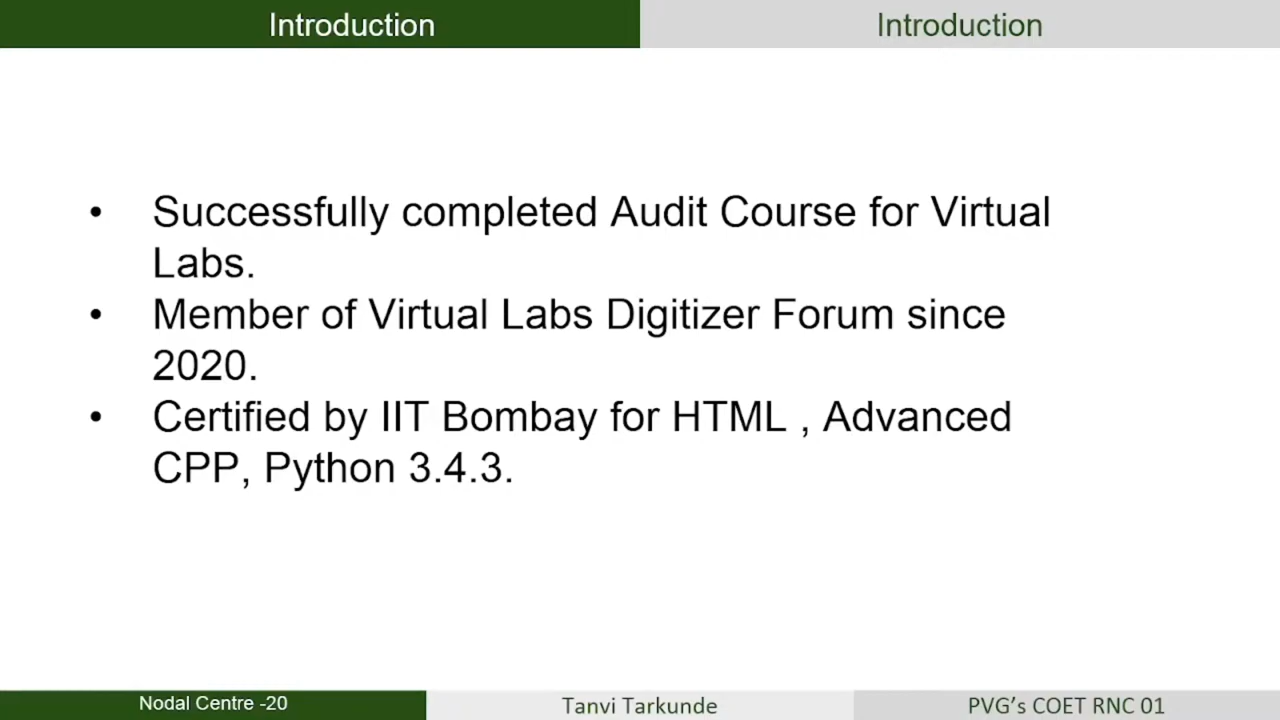 Introduction
Introduction
• Successfully completed Audit Course for Virtual
Labs.
• Member of Virtual Labs Digitizer Forum since
2020.
• Certified by IIT Bombay for HTML , Advanced
CPP, Python 3.4.3.
Nodal Centre -20
Tanvi Tarkunde
PVG’s COET RNC 01